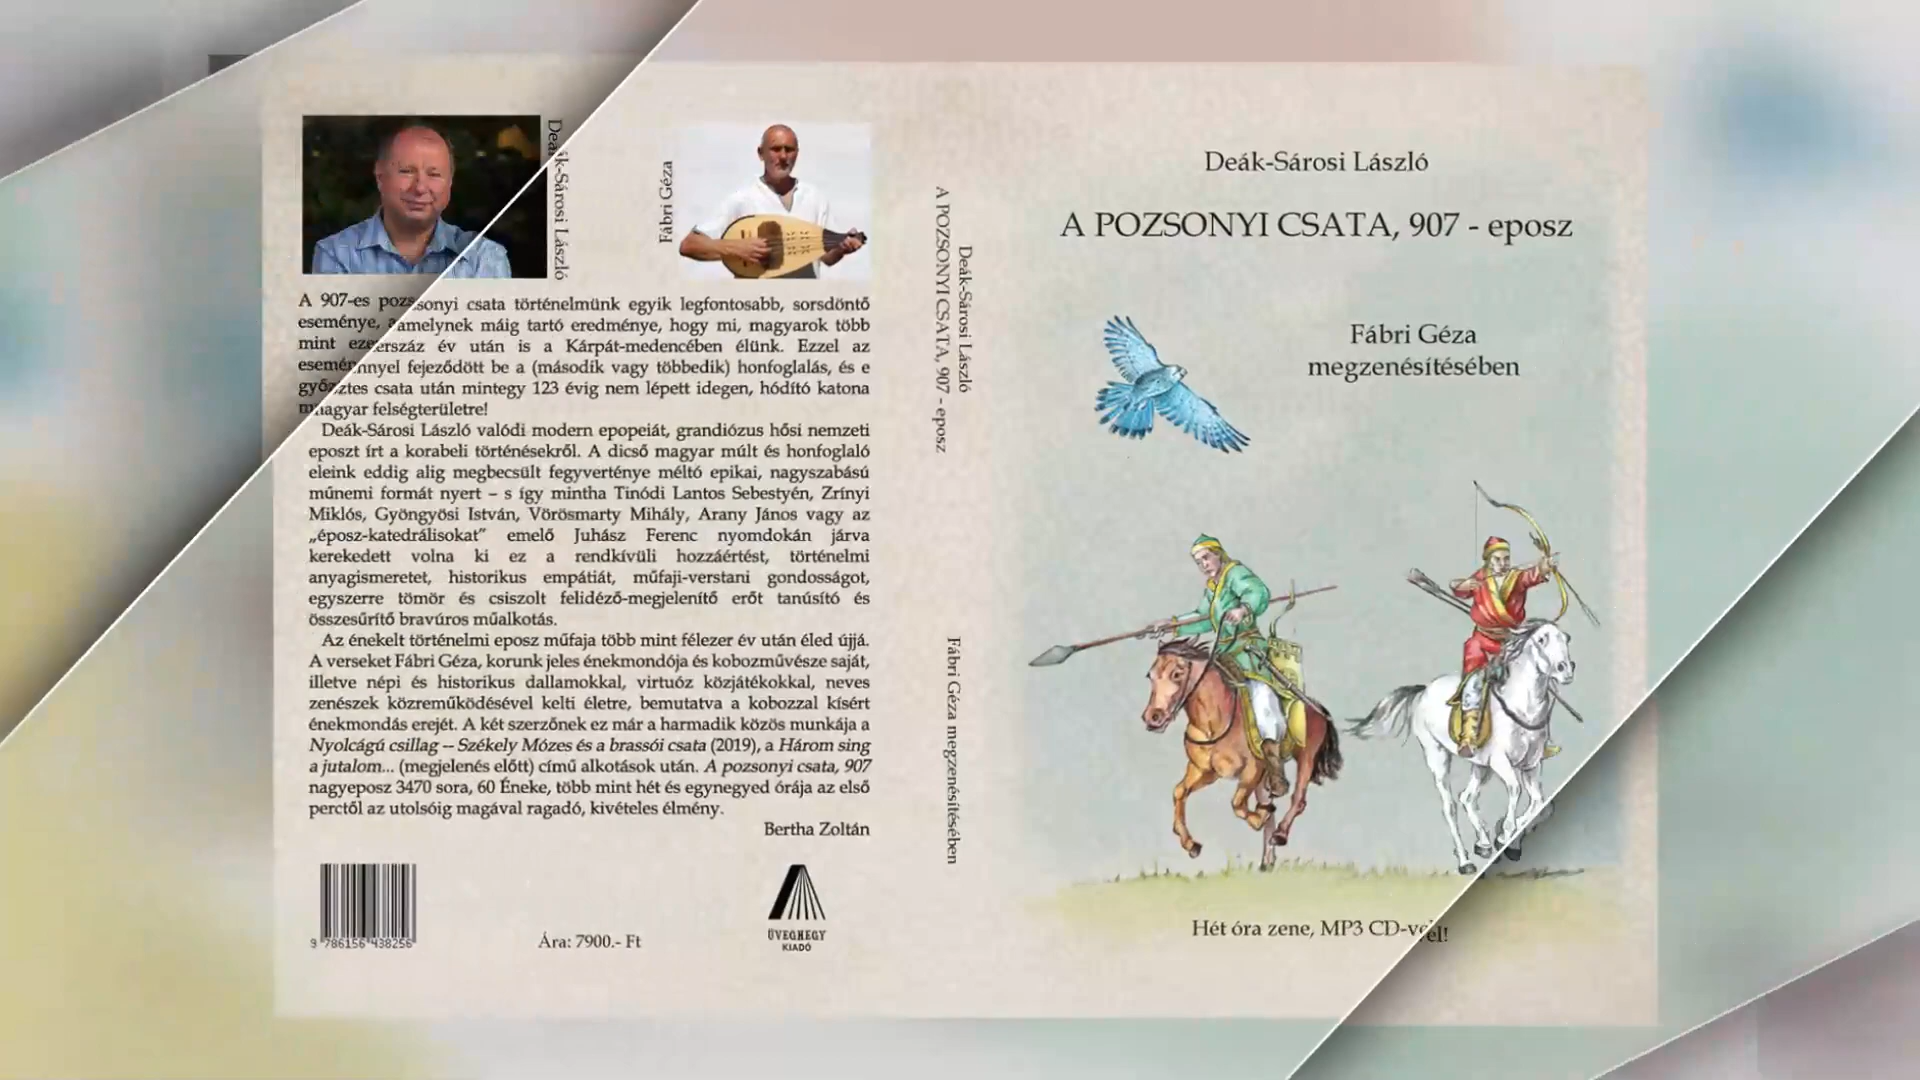 Deák-Sárosi László
Fábri Géza
A 907-es pozsonyi csata történelmünk egyik legfontosabb, sorsdöntő
eseménye, amelynek máig tartó eredménye, hogy mi, magyarok több
mint ezerszáz év után is a Kárpát-medencében élünk. Ezzel az
eseménnyel fejeződött be a (második vagy többedik) honfoglalás, és e
győztes csata után mintegy 123 évig nem lépett idegen, hódító katona
magyar felségterületre!
Deák-Sárosi László valódi modern epopeiát, grandiózus hősi nemzeti
eposzt írt a korabeli történésekről. A dicső magyar múlt és honfoglaló
eleink eddig alig megbecsült fegyverténye méltó epikai, nagyszabású
műnemi formát nyert – s így mintha Tinódi Lantos Sebestyén, Zrínyi
Miklós, Gyöngyösi István, Vörösmarty Mihály, Arany János vagy az
„éposz-katedrálisokat” emelő Juhász Ferenc nyomdokán járva
kerekedett volna ki ez a rendkívüli hozzáértést, történelmi
anyagismeretet, historikus empátiát, műfaji-verstani gondosságot,
egyszerre tömör és csiszolt felidéző-megjelenítő erőt tanúsító és
összesűrítő bravúros műalkotás.
Az énekelt történelmi eposz műfaja több mint félezer év után éled újjá.
A verseket Fábri Géza, korunk jeles énekmondója és kobozművésze saját,
illetve népi és historikus dallamokkal, virtuóz közjátékokkal, neves
zenészek közreműködésével kelti életre, bemutatva a kobozzal kísért
énekmondás erejét. A két szerzőnek ez már a harmadik közös munkája a
Nyolcágú csillag -- Székely Mózes és a brassói csata (2019), a Három sing
a jutalom... (megjelenés előtt) című alkotások után. A pozsonyi csata, 907
nagyeposz 3470 sora, 60 Éneke, több mint hét és egynegyed órája az első
perctől az utolsóig magával ragadó, kivételes élmény.
Bertha Zoltán
9 786156 438256
Ára: 7900.- Ft
ÜVEGHEGY
KIADÓ
Deák-Sárosi László
A POZSONYI CSATA, 907 - eposz
Fábri Géza megzenésítésében
Deák-Sárosi László
A POZSONYI CSATA, 907 - eposz
Fábri Géza
megzenésítésében
Hét óra zene, MP3 CD-vel!